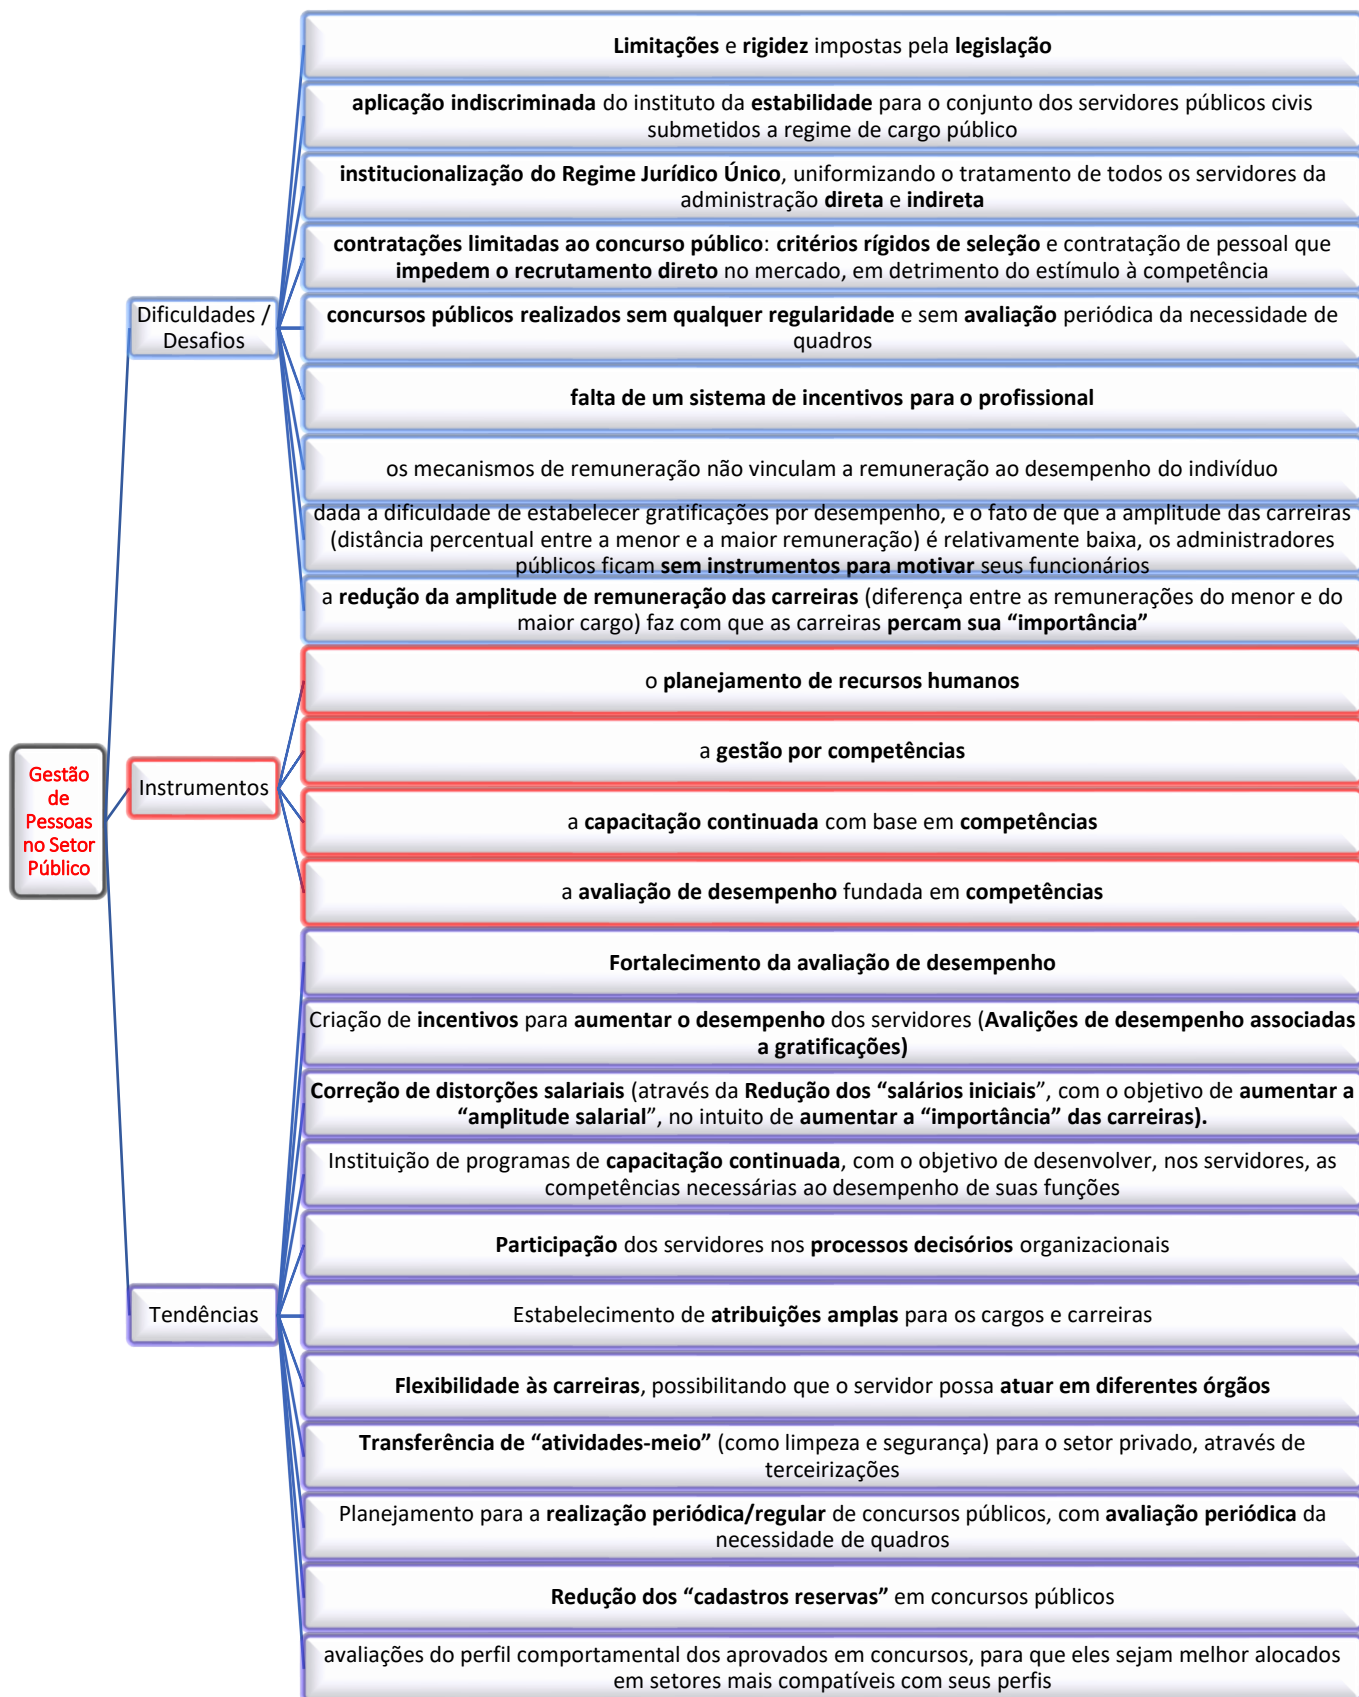 Limitações e rigidez impostas pela legislação
aplicação indiscriminada do instituto da estabilidade para o conjunto dos servidores públicos civis
submetidos a regime de cargo público
institucionalização do Regime Jurídico Único, uniformizando o tratamento de todos os servidores da
administração direta e indireta
contratações limitadas ao concurso público: critérios rígidos de seleção e contratação de pessoal que
impedem o recrutamento direto no mercado, em detrimento do estímulo à competência
Dificuldades /
Desafios
concursos públicos realizados sem qualquer regularidade e sem avaliação periódica da necessidade de
quadros
falta de um sistema de incentivos para o profissional
os mecanismos de remuneração não vinculam a remuneração ao desempenho do indivíduo
dada a dificuldade de estabelecer gratificações por desempenho, e o fato de que a amplitude das carreiras
(distância percentual entre a menor e a maior remuneração) é relativamente baixa, os administradores
públicos ficam sem instrumentos para motivar seus funcionários
a redução da amplitude de remuneração das carreiras (diferença entre as remunerações do menor e do
maior cargo) faz com que as carreiras percam sua “importância”
o planejamento de recursos humanos
a gestão por competências
Gestão
de
Pessoas
no Setor
Público
Instrumentos
a capacitação continuada com base em competências
a avaliação de desempenho fundada em competências
Fortalecimento da avaliação de desempenho
Criação de incentivos para aumentar o desempenho dos servidores (Avalições de desempenho associadas
a gratificações)
Correção de distorções salariais (através da Redução dos “salários iniciais”, com o objetivo de aumentar a
“amplitude salarial”, no intuito de aumentar a “importância” das carreiras).
Instituição de programas de capacitação continuada, com o objetivo de desenvolver, nos servidores, as
competências necessárias ao desempenho de suas funções
Participação dos servidores nos processos decisórios organizacionais
Tendências
Estabelecimento de atribuições amplas para os cargos e carreiras
Flexibilidade às carreiras, possibilitando que o servidor possa atuar em diferentes órgãos
Transferência de “atividades-meio” (como limpeza e segurança) para o setor privado, através de
terceirizações
Planejamento para a realização periódica/regular de concursos públicos, com avaliação periódica da
necessidade de quadros
Redução dos “cadastros reservas” em concursos públicos
avaliações do perfil comportamental dos aprovados em concursos, para que eles sejam melhor alocados
em setores mais compatíveis com seus perfis